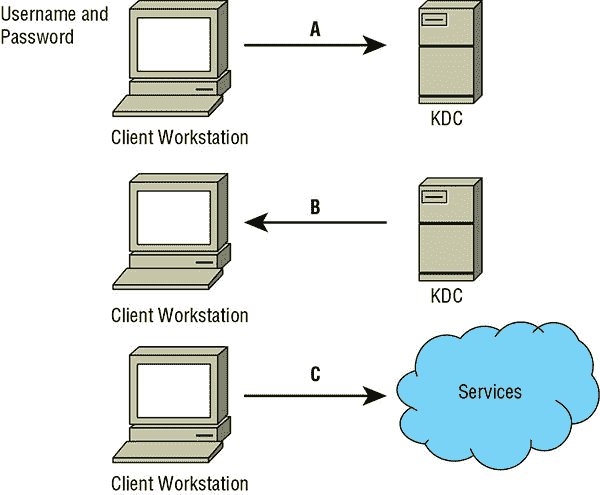 Username and
Password
A
Client Workstation
KDC
B
Client Workstation
KDC
C
Services
Client Workstation